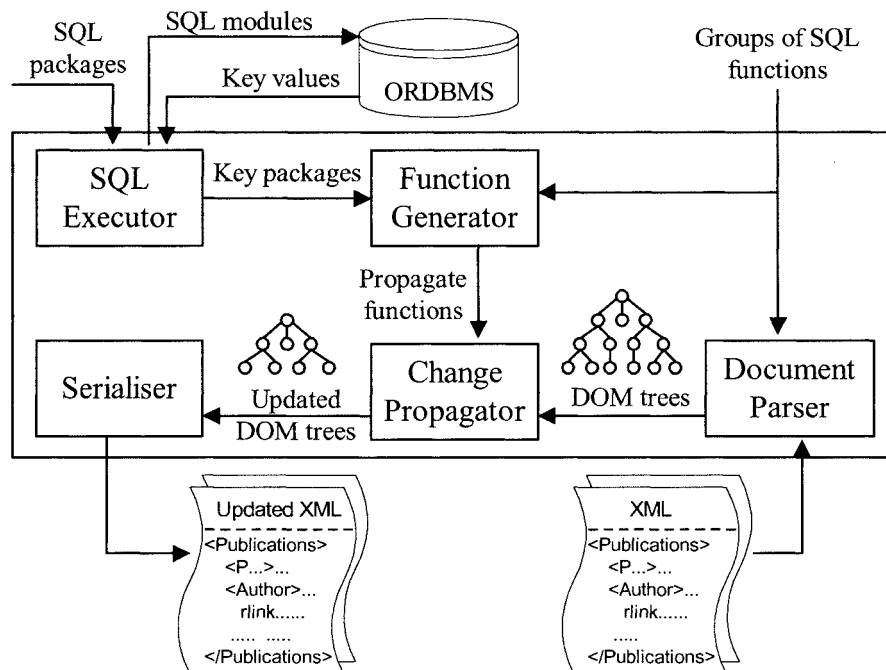 SQL
packages
SQL modules
Key values
ORDBMS
Groups of SQL
functions
SQL
Executor
Key packages
Function
Generator
Propagate
functions
Serialiser
Updated
DOM trees
Change
Propagator
DOM trees
Document
Parser
Updated XML
<Publications>
<P...>...
<Author>...
rlink......
..... .....
</Publications>
XML
<Publications>
<P...>...
<Author>...
rlink......
.....
</Publications>